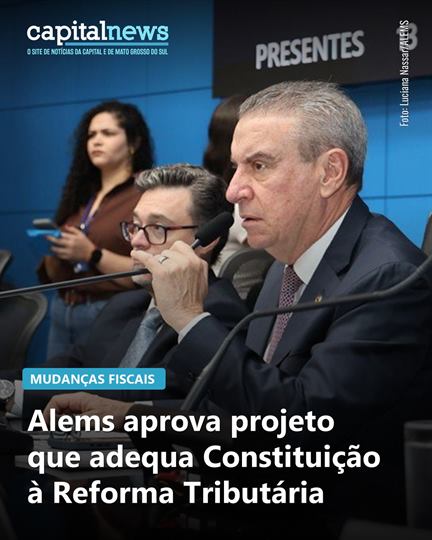 capitalnews
O SITE DE NOTÍCIAS DA CAPITAL E DE MATO GROSSO DO SUL
PRESENTES
Foto: Luciana Nassar/ALEMS
MUDANÇAS FISCAIS
Alems aprova projeto
que adequa Constituição
à Reforma Tributária